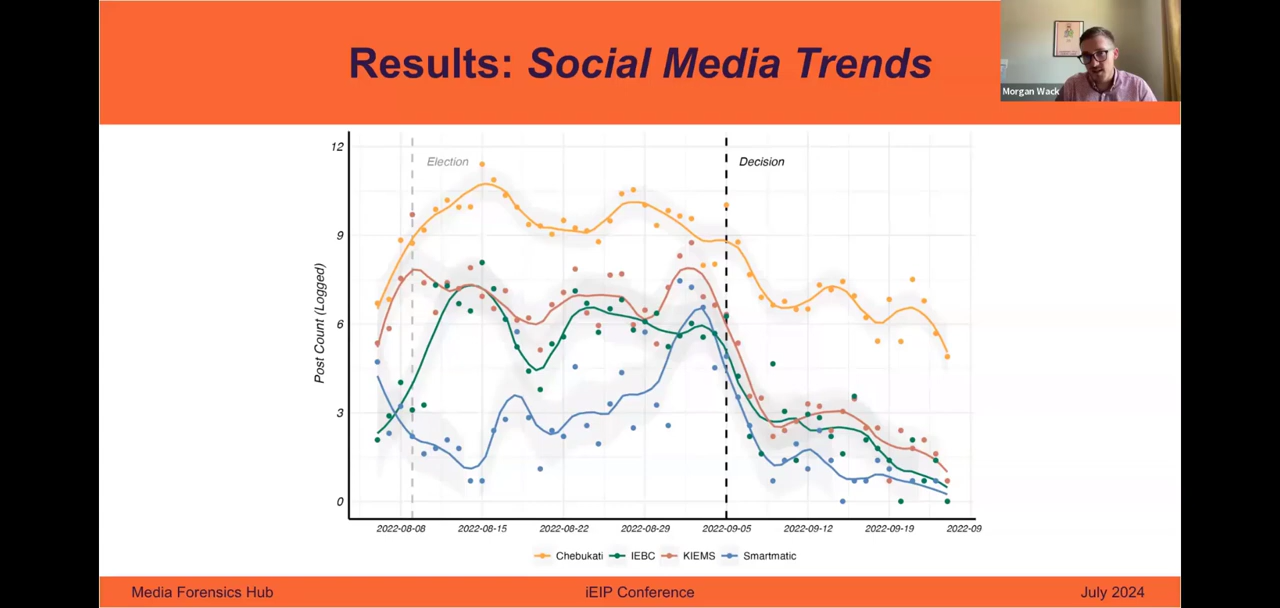 Results: Social Media Trends
Morgan Wack
12
9
6
3
0
Post Count (Logged)
Election
Decision
2022-08-08
2022-08-15
2022-08-22
2022-08-29
2022-09-05
2022-09-12
2022-09-19
2022-09
Chebukati
IEBC
KIEMS
Smartmatic
Media Forensics Hub
iEIP Conference
July 2024